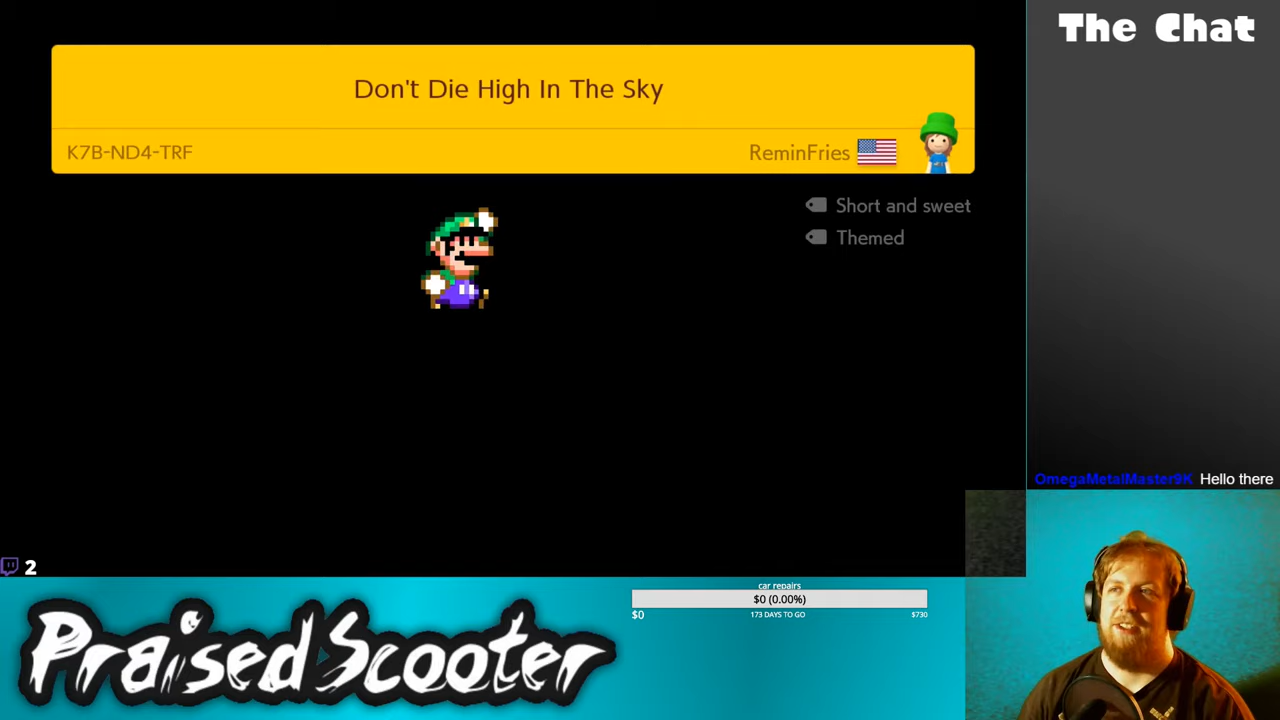 The Chat
Don't Die High In The Sky
K7B-ND4-TRF
ReminFries
Short and sweet
Themed
OmegaMetalMaster9K Hello there
2
car repairs
$0 (0.00%)
$0 173 DAYS TO GO $730
PraisedScooter